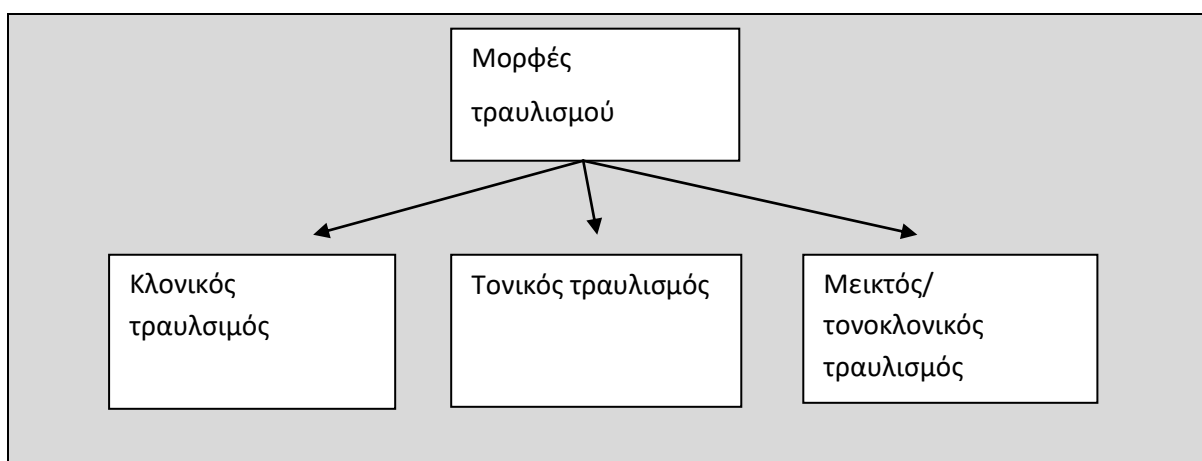 Μορφές
τραυλισμού
Κλονικός
τραυλσιμός
Τονικός τραυλισμός
Μεικτός/
τονοκλονικός
τραυλισμός